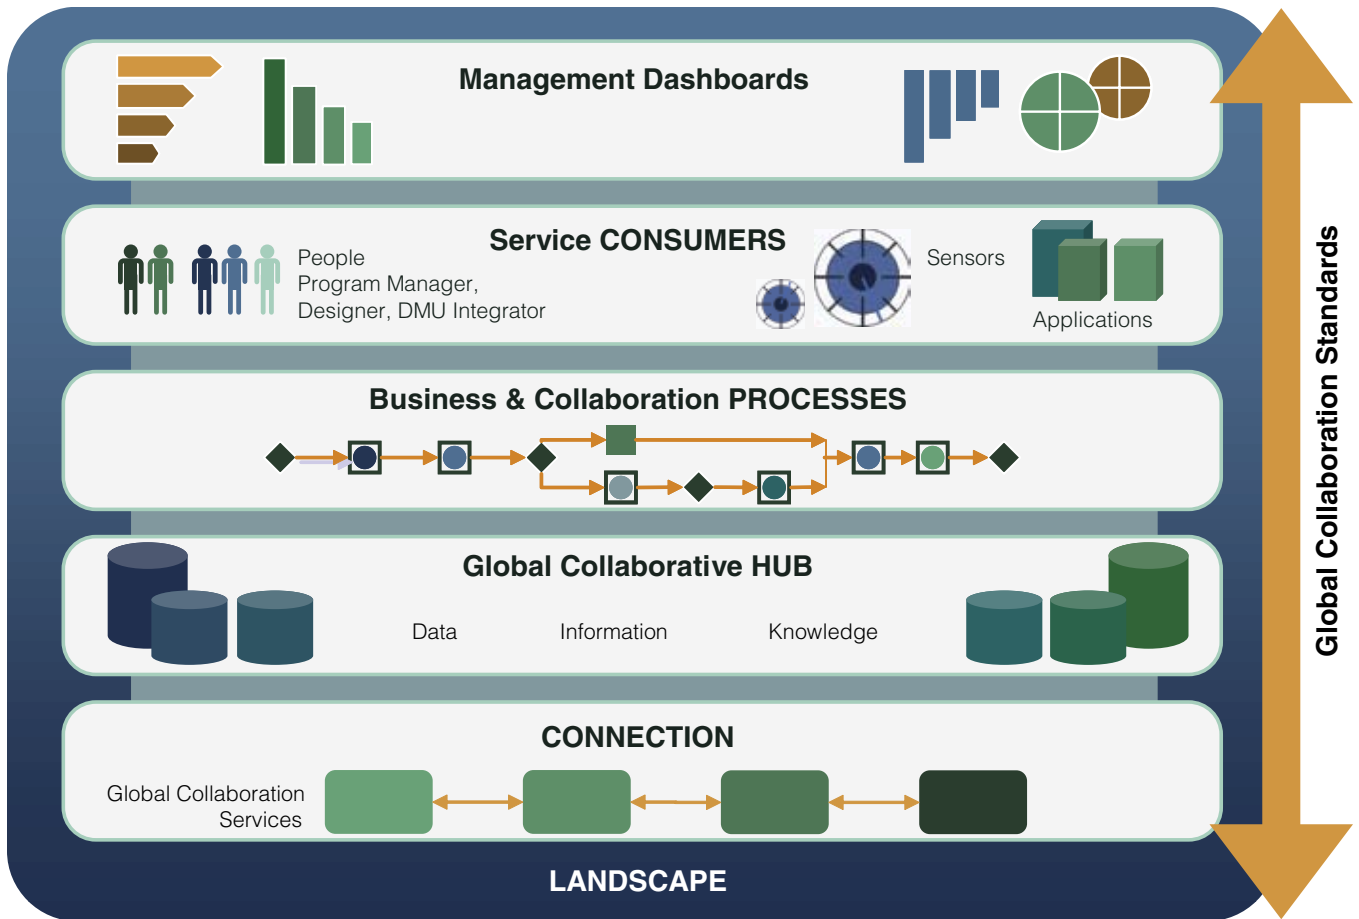 Management Dashboards
Service CONSUMERS
People
Program Manager,
Designer, DMU Integrator
Sensors
Applications
Business & Collaboration PROCESSES
Global Collaborative HUB
Data
Information
Knowledge
CONNECTION
Global Collaboration
Services
LANDSCAPE
Global Collaboration Standards